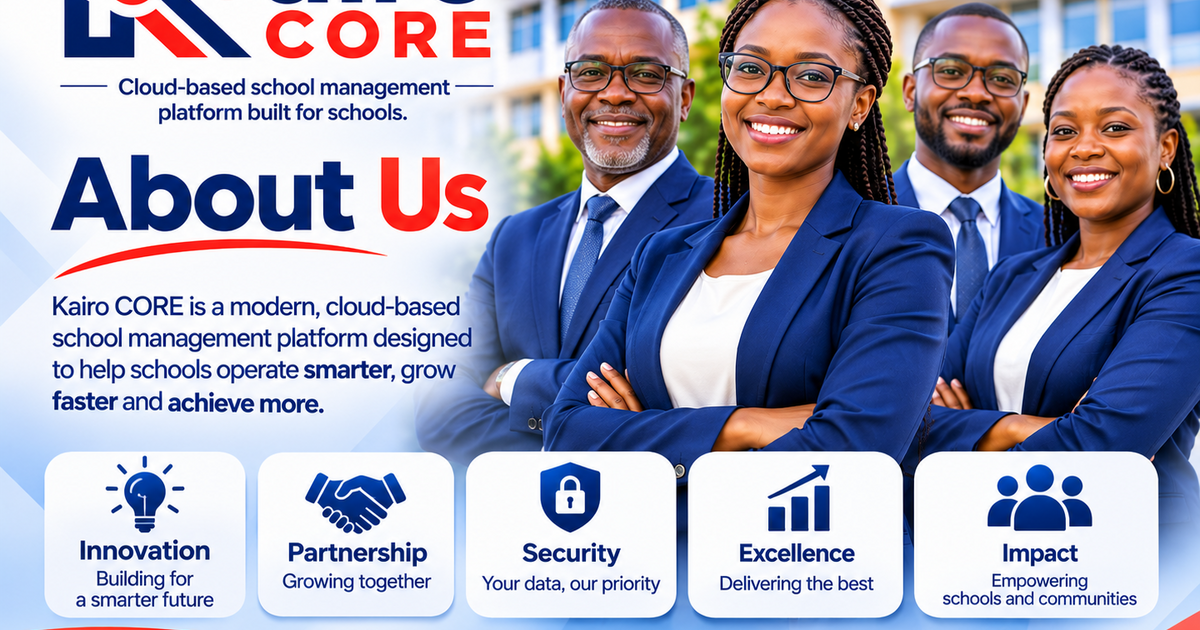 CORE
Cloud-based school management
platform built for schools.
About Us
Kairo CORE is a modern, cloud-based
school management platform designed
to help schools operate smarter, grow
faster and achieve more.
Innovation
Building for
a smarter future
Partnership
Growing together
Security
Your data, our priority
Excellence
Delivering the best
Impact
Empowering
schools and communities